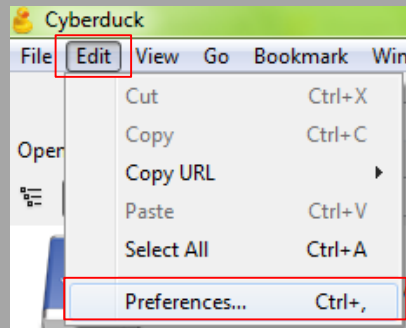 Cyberduck
File Edit View Go Bookmark
Cut Ctrl+X
Copy Ctrl+C
Copy URL
Paste Ctrl+V
Select All Ctrl+A
Preferences... Ctrl+,